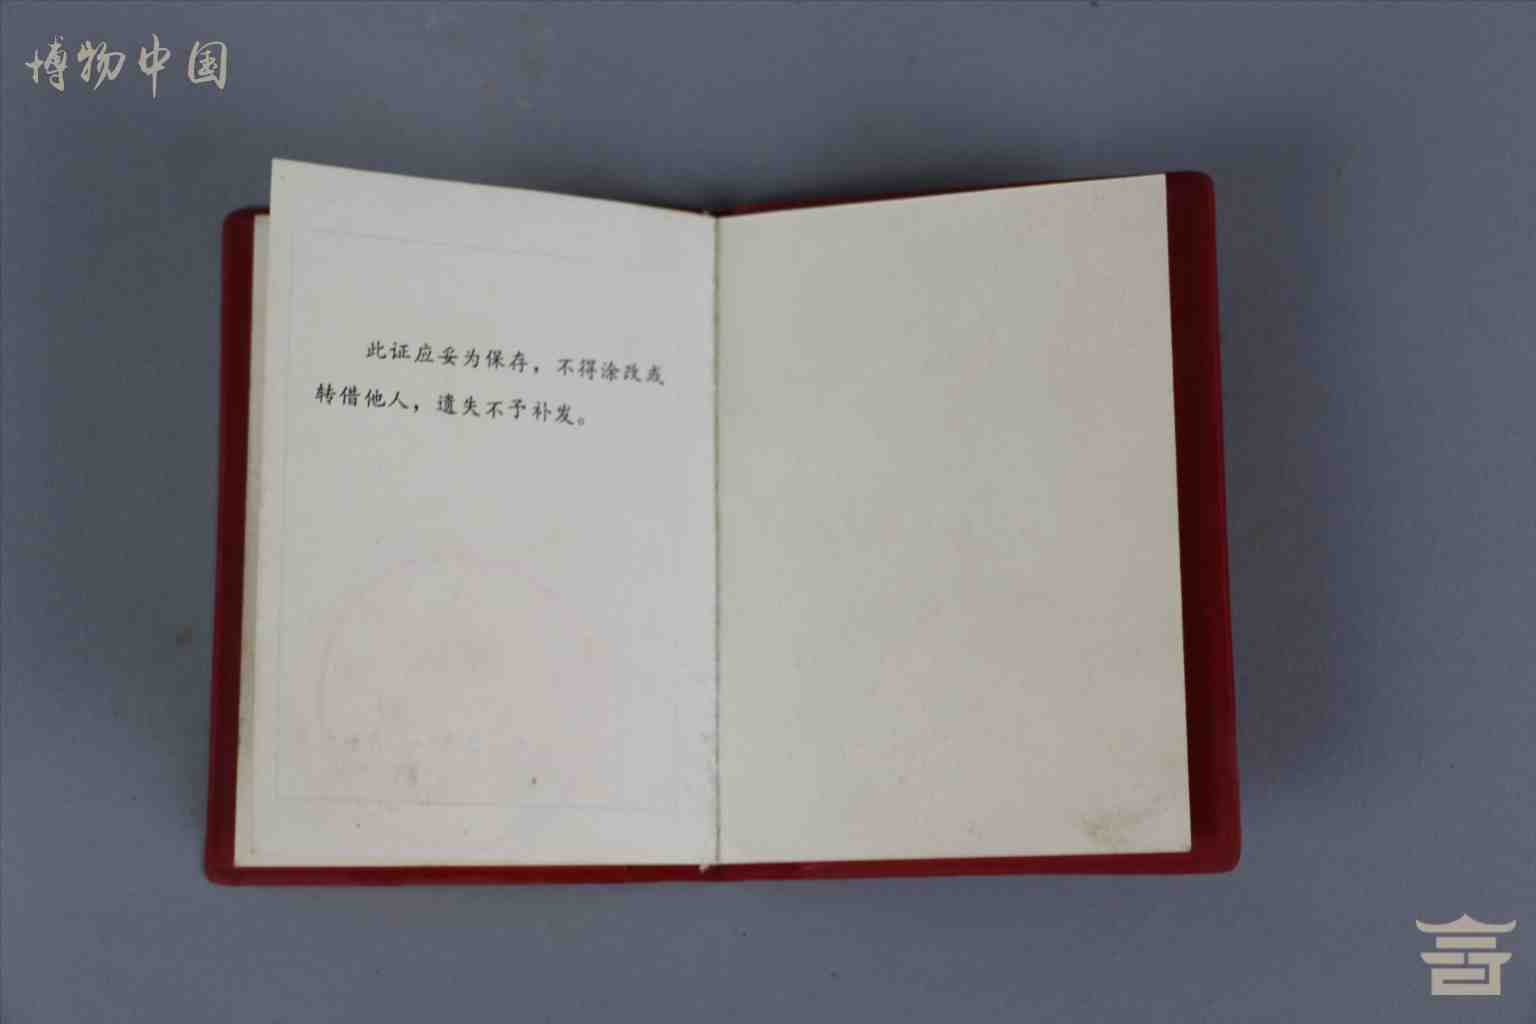 博物中国
此证应妥为保存，不得涂改或
转借他人，遗失不予补发。